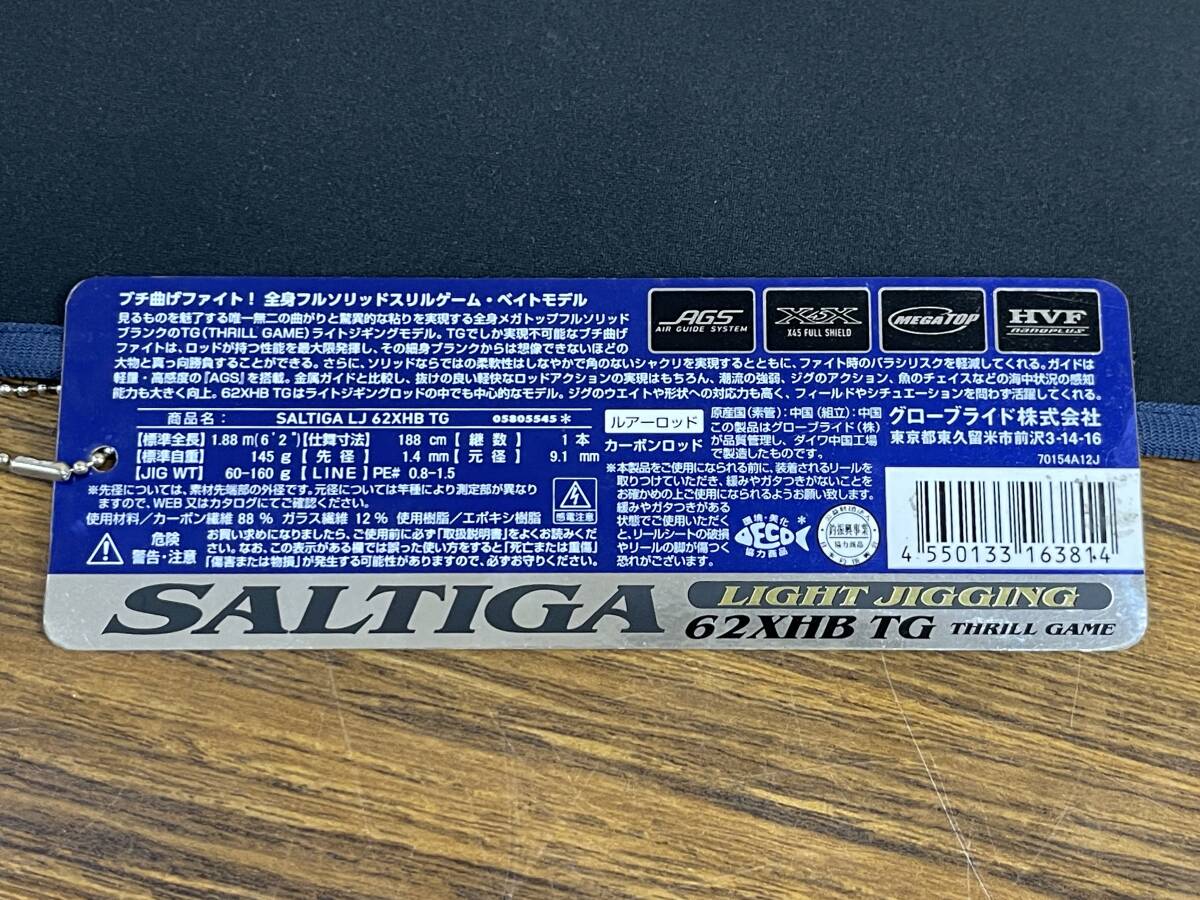 ブチ曲げファイト！ 全身フルソリッドスリルゲーム・ベイトモデル
見るものを魅了する唯一無二の曲がりと驚異的な粘りを実現する全身メガトップフルソリッド
ブランクのTG(THRILL GAME)ライトジギングモデル。TGでしか実現不可能なブチ曲げ
ファイトは、ロッドが持つ性能を最大限発揮し、その細身ブランクからは想像できないほどの
大物と真っ向勝負することができる。さらに、ソリッドならではの柔軟性はしなやかで角のないシャクリを実現するとともに、ファイト時のバラシリスクを軽減してくれる。ガイドは
軽量・高感度の『AGS』を搭載。金属ガイドと比較し、抜けの良い軽快なロッドアクションの実現はもちろん、潮流の強弱、ジグのアクション、魚のチェイスなどの海中状況の感知
能力も大きく向上。62XHB TGはライトジギングロッドの中でも中心的なモデル。ジグのウエイトや形状への対応力も高く、フィールドやシチュエーションを問わず活躍してくれる。
AGS
AIR GUIDE SYSTEM
X45X
X45 FULL SHIELD
MEGATOP
HVF
nanoplus
商品名： SALTIGA LJ 62XHB TG 05805545＊
【標準全長】1.88 m(6'2")【仕舞寸法】 188 cm【 継 数 】 1 本
【標準自重】 145 g【 先 径 】 1.4 mm【 元 径 】 9.1 mm
【JIG WT】 60-160 g【 LINE 】PE# 0.8-1.5
※先径については、素材先端部の外径です。元径については竿種により測定部が異なり
ますので、WEB又はカタログにてご確認ください。
使用材料／カーボン繊維 88％ ガラス繊維 12％ 使用樹脂／エポキシ樹脂
感電注意
危険
警告・注意
お買い求めになりましたら、ご使用前に必ず『取扱説明書』をよくお読みくださ
い。なお、この表示がある欄では誤った使い方をすると『死亡または重傷』
『傷害または物損』が発生する可能性がありますので、必ずお守りください。
ルアーロッド
カーボンロッド
原産国(素管)：中国 (組立)：中国
この製品はグローブライド(株)
が品質管理し、ダイワ中国工場
で製造したものです。
※本製品をご使用になられる前に、装着されるリールを
取りつけていただき、緩みやガタつきがないことを
お確かめの上ご使用になられるようお願い致します。
緩みやガタつきがある
状態でご使用いただく
と、リールシートの破損
やリールの脚が傷つく
恐れがございます。
環境・美化
DECO
協力商品
＊
釣振興事業
協力商品
グローブライド株式会社
東京都東久留米市前沢3-14-16
70154A12J
4 550133 163814
SALTIGA
LIGHT JIGGING
62XHB TG THRILL GAME